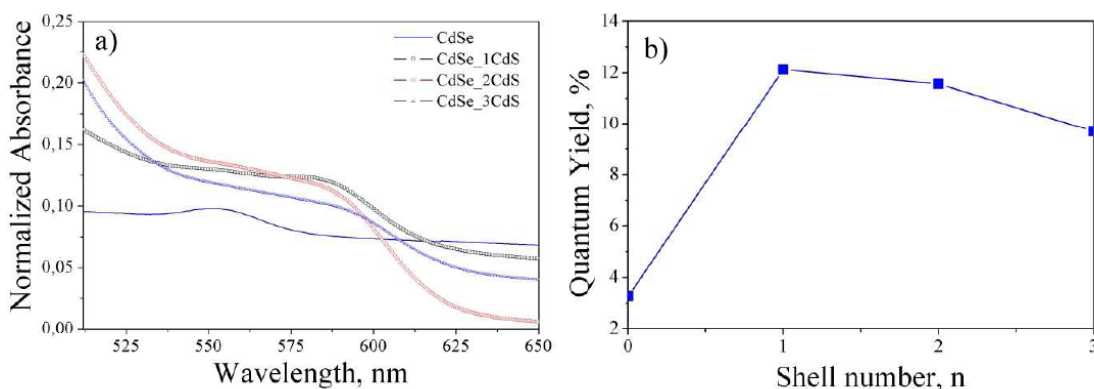 a)
CdSe
CdSe_1CdS
CdSe_2CdS
CdSe_3CdS
0,25
0,20
0,15
0,10
0,05
0,00
Normalized Absorbance
525 550 575 600 625 650
Wavelength, nm
b)
14
12
10
8
6
4
2
Quantum Yield, %
0 1 2 3
Shell number, n